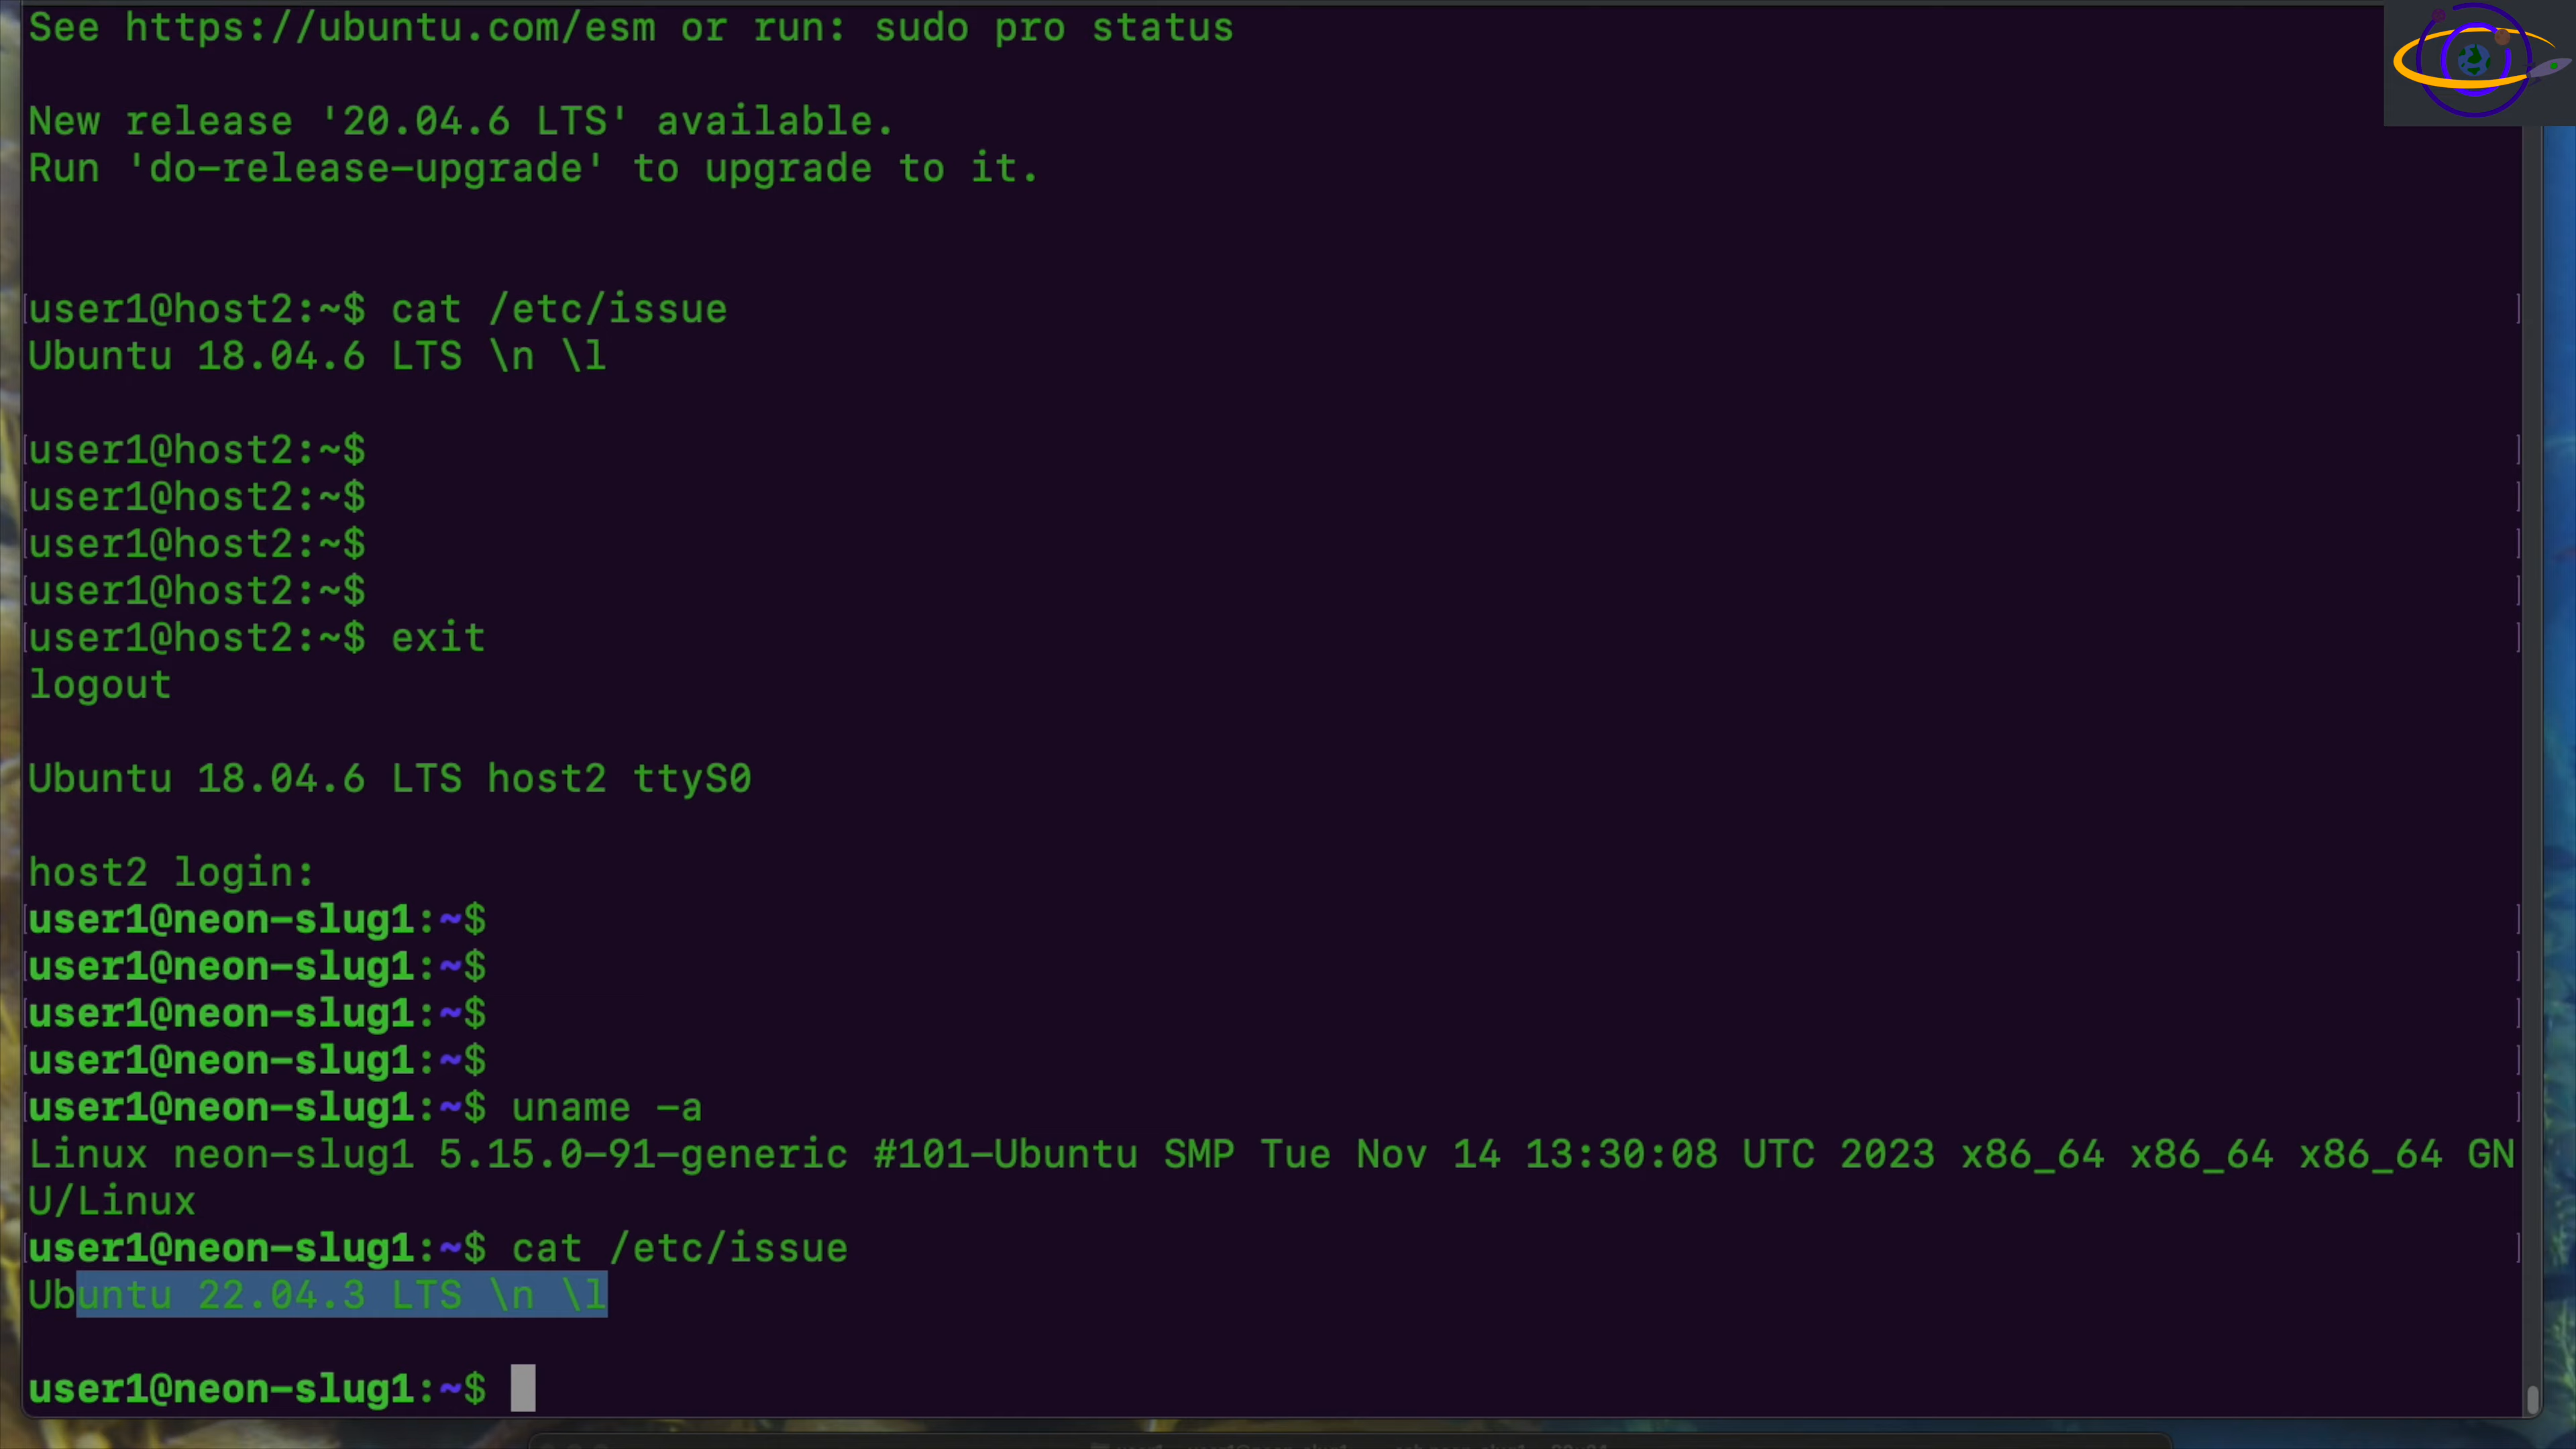 See https://ubuntu.com/esm or run: sudo pro status
New release '20.04.6 LTS' available.
Run 'do-release-upgrade' to upgrade to it.
[user1@host2:~$ cat /etc/issue ]
Ubuntu 18.04.6 LTS \n \l
[user1@host2:~$ ]
[user1@host2:~$ ]
[user1@host2:~$ ]
[user1@host2:~$ ]
[user1@host2:~$ exit ]
logout
Ubuntu 18.04.6 LTS host2 ttyS0
host2 login:
[user1@neon-slug1:~$ ]
[user1@neon-slug1:~$ ]
[user1@neon-slug1:~$ ]
[user1@neon-slug1:~$ ]
[user1@neon-slug1:~$ uname -a ]
Linux neon-slug1 5.15.0-91-generic #101-Ubuntu SMP Tue Nov 14 13:30:08 UTC 2023 x86_64 x86_64 x86_64 GN
U/Linux
[user1@neon-slug1:~$ cat /etc/issue ]
Ubuntu 22.04.3 LTS \n \l
user1@neon-slug1:~$